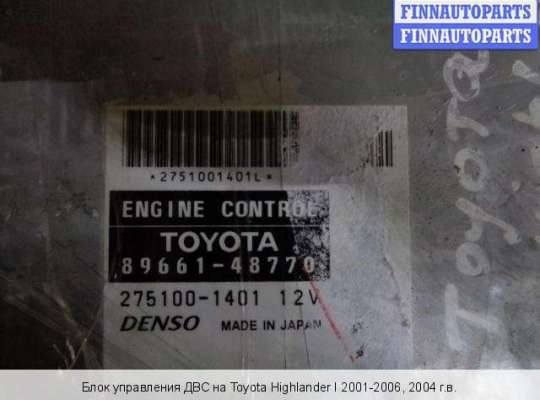 FINNAUTOPARTS
FINNAUTOPARTS
*2751001401L*
ENGINE CONTROL
TOYOTA
89661-48770
275100-1401 12V
DENSO MADE IN JAPAN
TOYOTA
Блок управления ДВС на Toyota Highlander I 2001-2006, 2004 г.в.